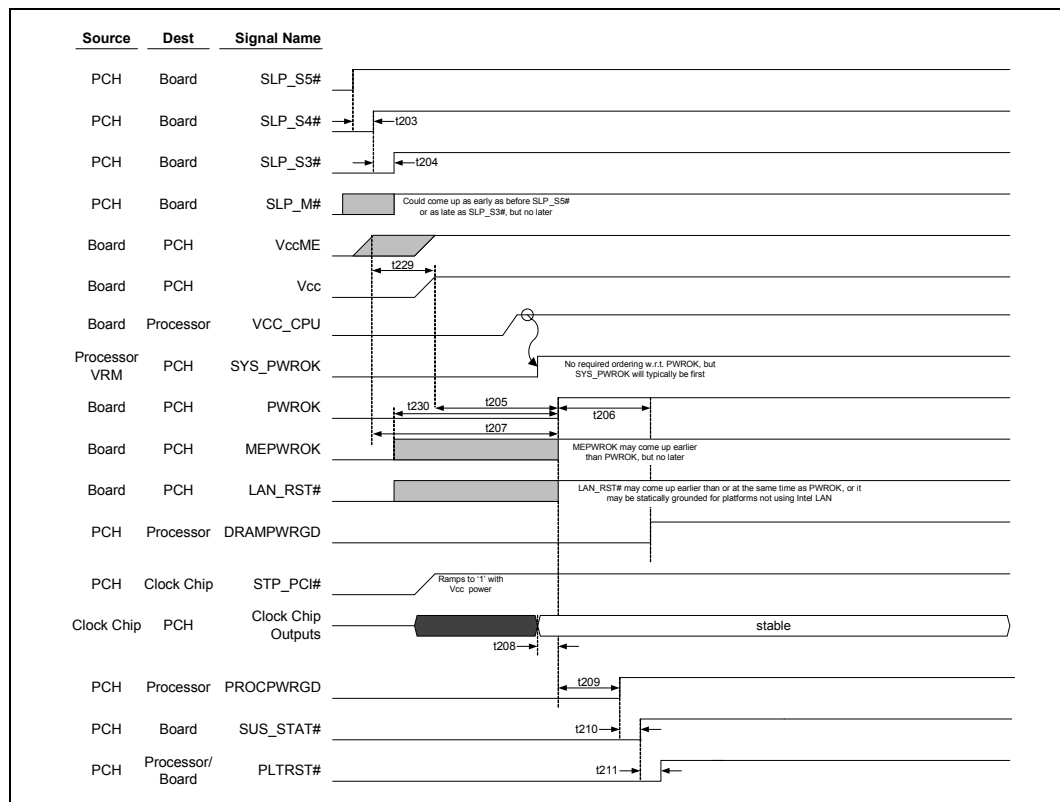 Source Dest Signal Name
PCH Board SLP_S5#
PCH Board SLP_S4#
t203
PCH Board SLP_S3#
t204
PCH Board SLP_M#
Could come up as early as before SLP_S5#
or as late as SLP_S3#, but no later
Board PCH VccME
t229
Board PCH Vcc
Board Processor VCC_CPU
Processor
VRM PCH SYS_PWROK
No required ordering w.r.t. PWROK, but
SYS_PWROK will typically be first
Board PCH PWROK
t205
t230
t206
t207
Board PCH MEPWROK
MEPWROK may come up earlier
than PWROK, but no later
Board PCH LAN_RST#
LAN_RST# may come up earlier than or at the same time as PWROK, or it
may be statically grounded for platforms not using Intel LAN
PCH Processor DRAMPWRGD
PCH Clock Chip STP_PCI#
Ramps to ‘1’ with
Vcc power
Clock Chip PCH Clock Chip
Outputs
stable
t208
t209
PCH Processor PROCPWRGD
PCH Board SUS_STAT#
t210
PCH Processor/
Board PLTRST#
t211